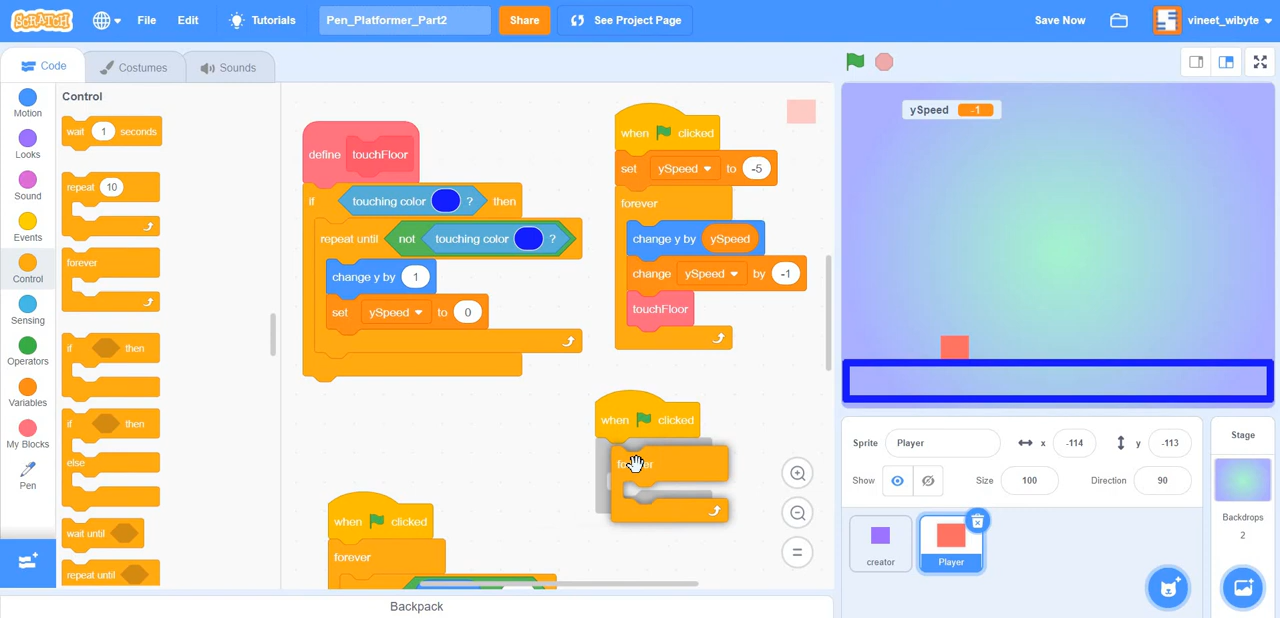 SCRATCH File Edit Tutorials Pen_Platformer_Part2 Share See Project Page Save Now vineet_wibyte
Code Costumes Sounds
Motion
Looks
Sound
Events
Control
Sensing
Operators
Variables
My Blocks
Pen
Control
wait 1 seconds
repeat 10
forever
if then
if then
else
wait until
repeat until
define touchFloor
if touching color ? then
repeat until not touching color ?
change y by 1
set ySpeed to 0
when clicked
set ySpeed to -5
forever
change y by ySpeed
change ySpeed by -1
touchFloor
when clicked
forever
when clicked
forever
Backpack
ySpeed -1
Sprite Player x -114 y -113
Show Size 100 Direction 90
creator
Player
Stage
Backdrops
2